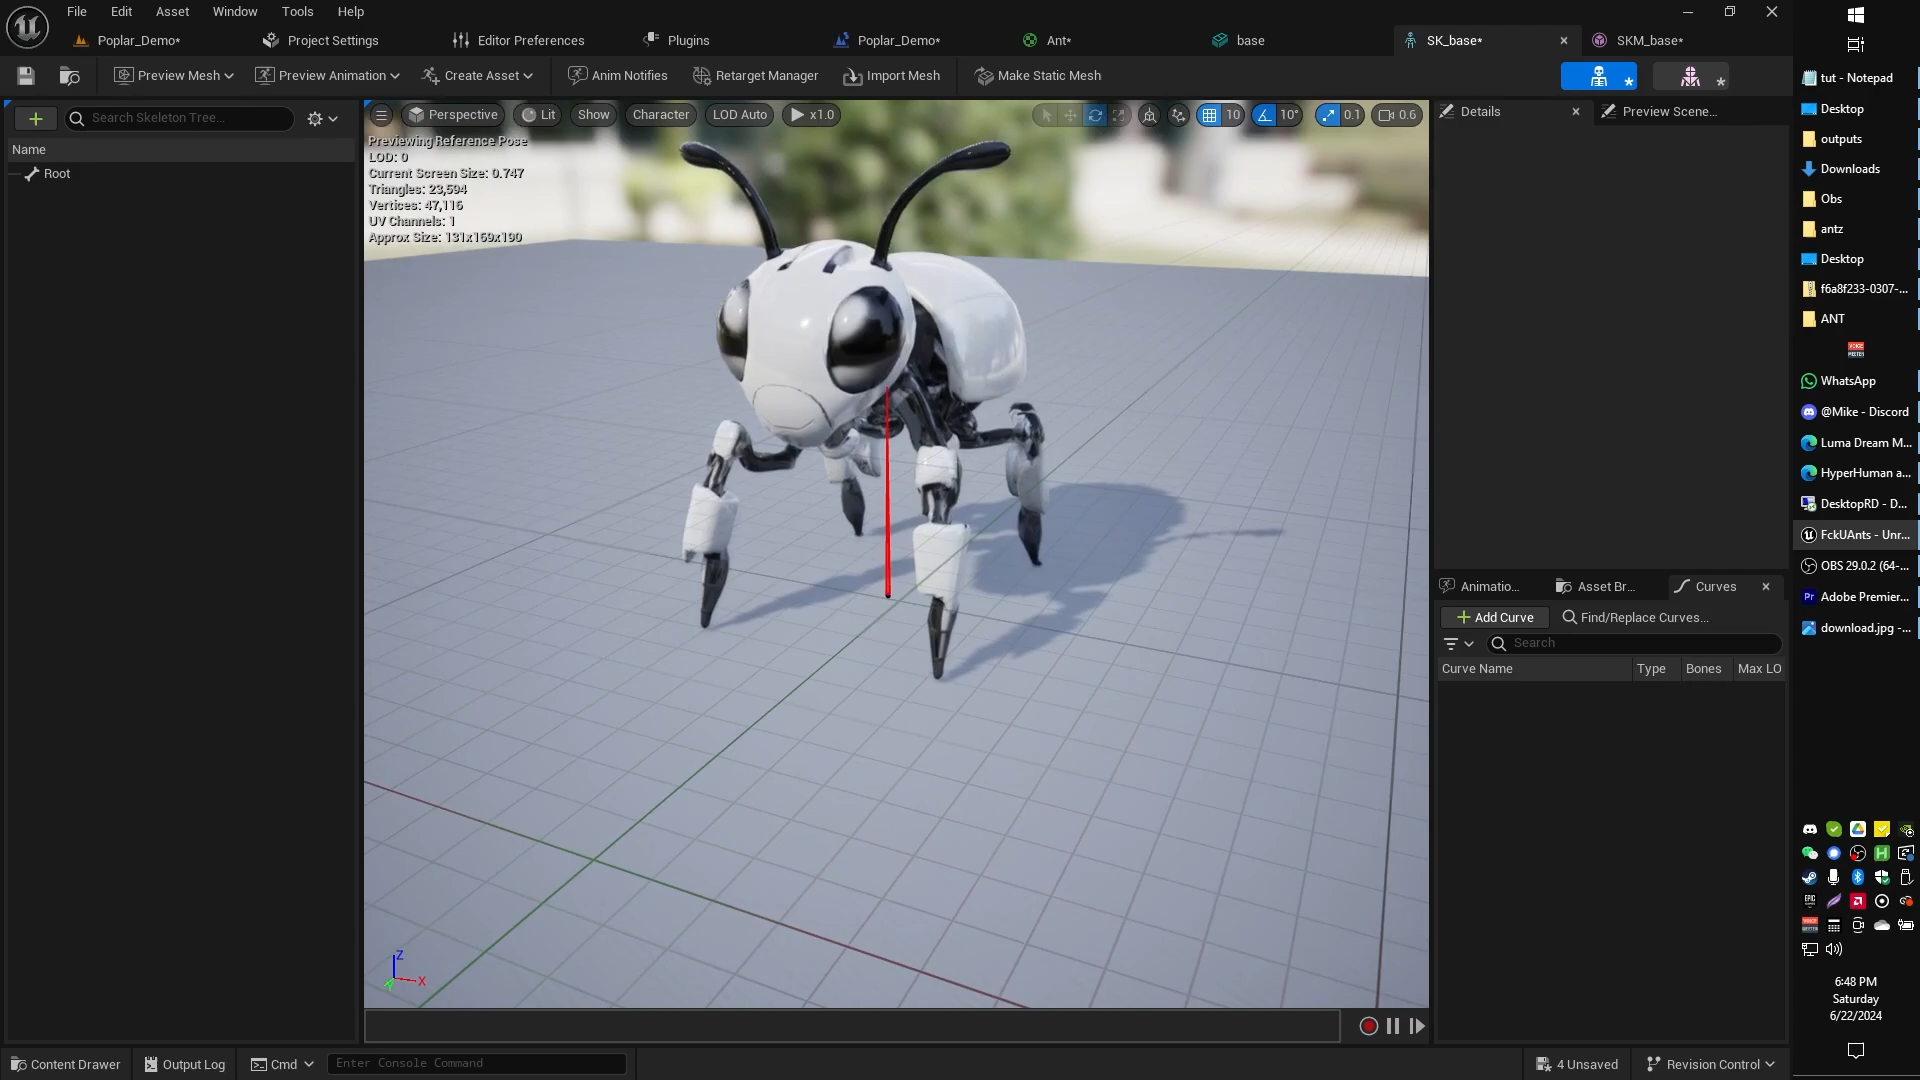 File Edit Asset Window Tools Help
Poplar_Demo* Project Settings Editor Preferences Plugins Poplar_Demo* Ant* base SK_base* SKM_base*
Preview Mesh Preview Animation Create Asset Anim Notifies Retarget Manager Import Mesh Make Static Mesh
Search Skeleton Tree...
Name
Root
Perspective Lit Show Character LOD Auto x1.0 10 10° 0.1 0.6
Previewing Reference Pose
LOD: 0
Current Screen Size: 0.747
Triangles: 23,594
Vertices: 47,116
UV Channels: 1
Approx Size: 131x169x190
Z
X
Y
Details Preview Scene...
Animatio... Asset Br... Curves
Add Curve Find/Replace Curves...
Search
Curve Name Type Bones Max LO
Content Drawer Output Log Cmd Enter Console Command 4 Unsaved Revision Control
tut - Notepad
Desktop
outputs
Downloads
Obs
antz
Desktop
f6a8f233-0307-...
ANT
WhatsApp
@Mike - Discord
Luma Dream M...
HyperHuman a...
DesktopRD - D...
FckUAnts - Unr...
OBS 29.0.2 (64-...
Adobe Premier...
download.jpg -...
6:48 PM
Saturday
6/22/2024